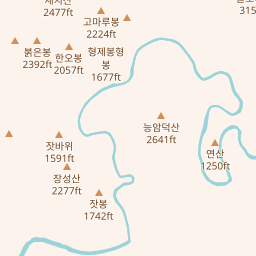 2477ft
고마루봉
2224ft
붉은봉
2392ft
한오봉
2057ft
형제봉형
봉
1677ft
능암덕산
2641ft
잣바위
1591ft
장성산
2277ft
잣봉
1742ft
연산
1250ft